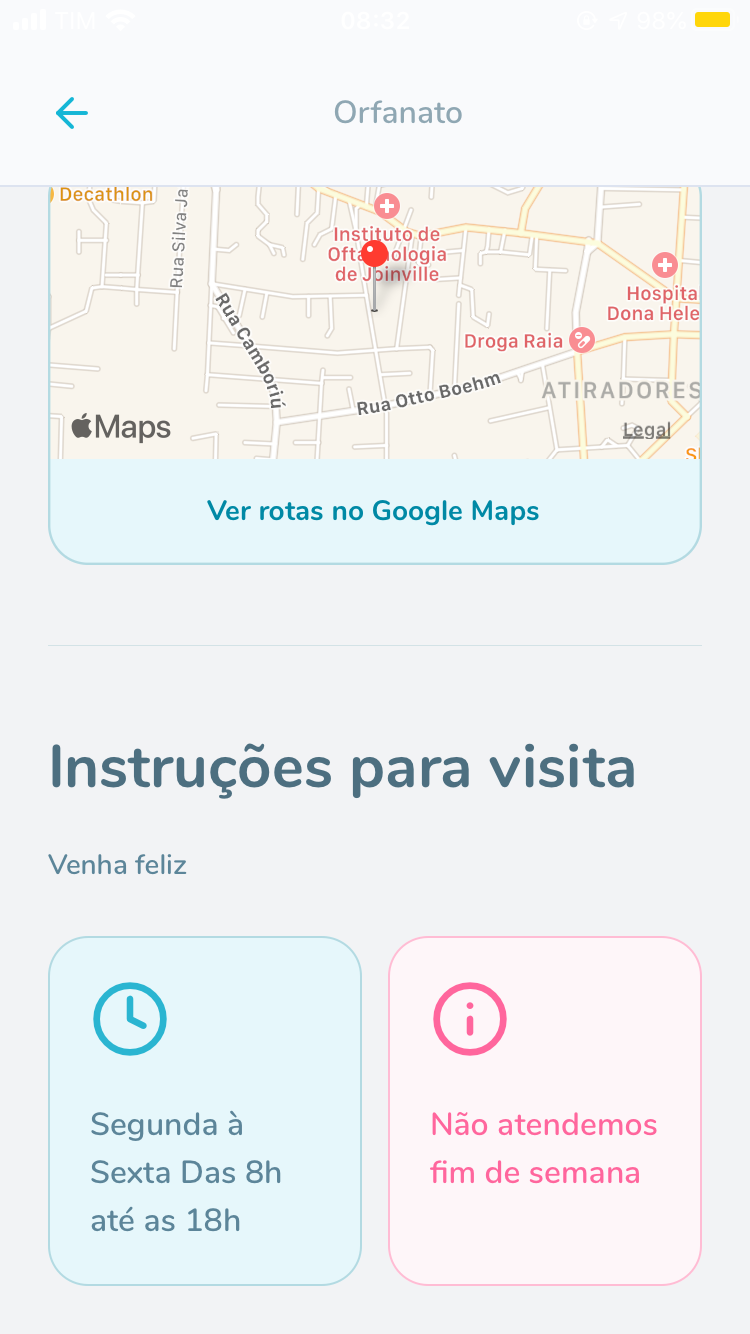 TIM 08:32 98%
Orfanato
Decathlon
Rua Silva Ja
Instituto de
Oftalmologia
de Joinville
Hospita
Dona Hele
Droga Raia
Rua Camboriú
Rua Otto Boehm
ATIRADORES
Maps
Legal
Ver rotas no Google Maps
Instruções para visita
Venha feliz
Segunda à
Sexta Das 8h
até as 18h
Não atendemos
fim de semana